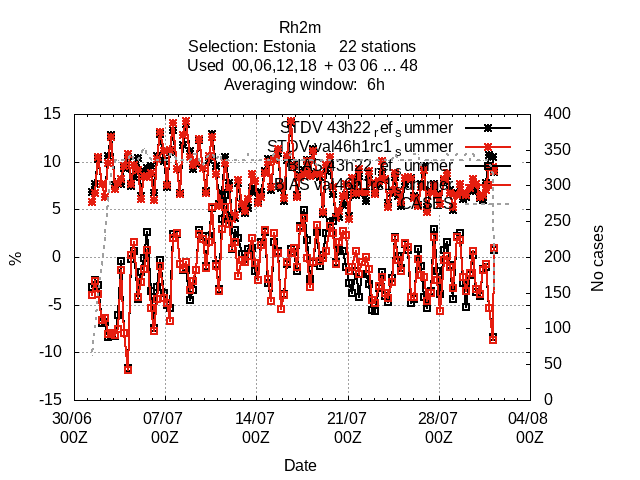 Rh2m
Selection: Estonia 22 stations
Used 00,06,12,18 + 03 06 ... 48
Averaging window: 6h
15
10
5
0
-5
-10
-15
%
400
350
300
250
200
150
100
50
0
No cases
STDV 43h22_ref_summer
STDV val46h1rc1_summer
BIAS 43h22_ref_summer
BIAS val46h1rc1_summer
CASES
30/06 07/07 14/07 21/07 28/07 04/08
00Z 00Z 00Z 00Z 00Z 00Z
Date